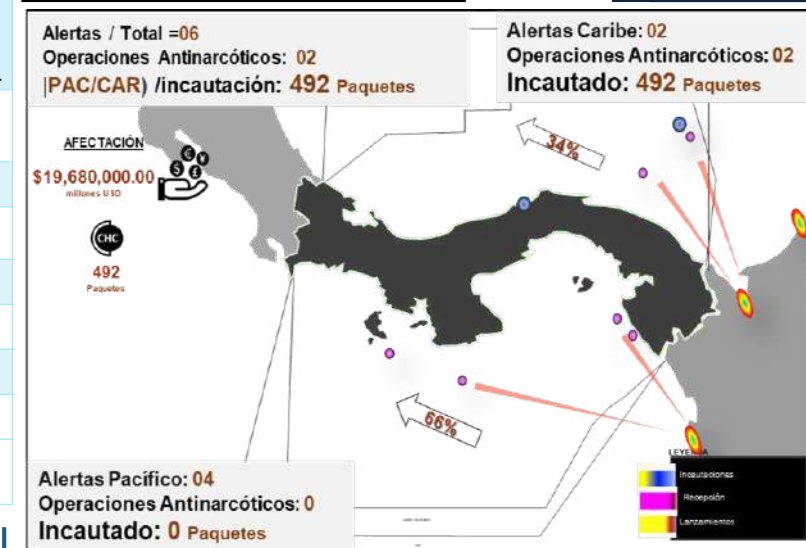 Alertas / Total =06
Operaciones Antinarcóticos: 02
|PAC/CAR) /incautación: 492 Paquetes
Alertas Caribe: 02
Operaciones Antinarcóticos: 02
Incautado: 492 Paquetes
AFECTACIÓN
$19,680,000.00
millones USD
CHC
492
Paquetes
34%
66%
Alertas Pacífico: 04
Operaciones Antinarcóticos: 0
Incautado: 0 Paquetes
Incautaciones
Recepción
Lanzamientos